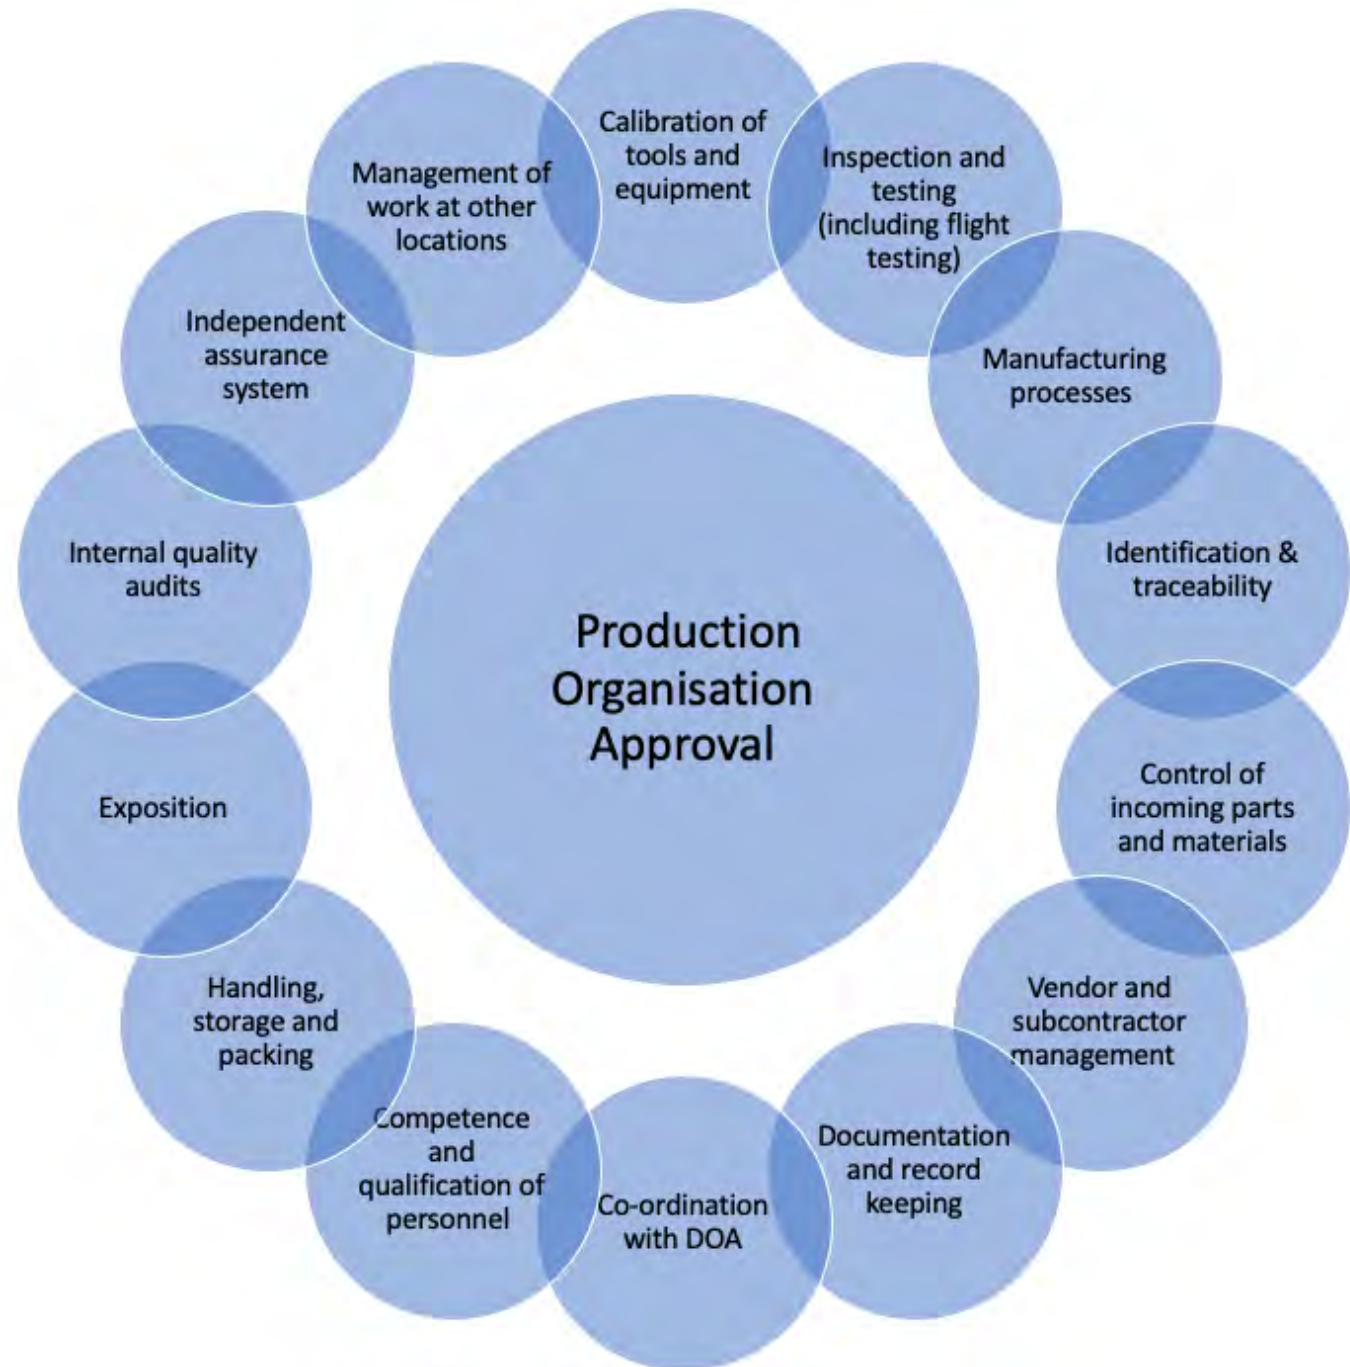 Calibration of
tools and
equipment
Inspection and
testing
(including flight
testing)
Manufacturing
processes
Identification &
traceability
Control of
incoming parts
and materials
Vendor and
subcontractor
management
Documentation
and record
keeping
Co-ordination
with DOA
Competence
and
qualification of
personnel
Handling,
storage and
packing
Exposition
Internal quality
audits
Independent
assurance
system
Management of
work at other
locations
Production
Organisation
Approval